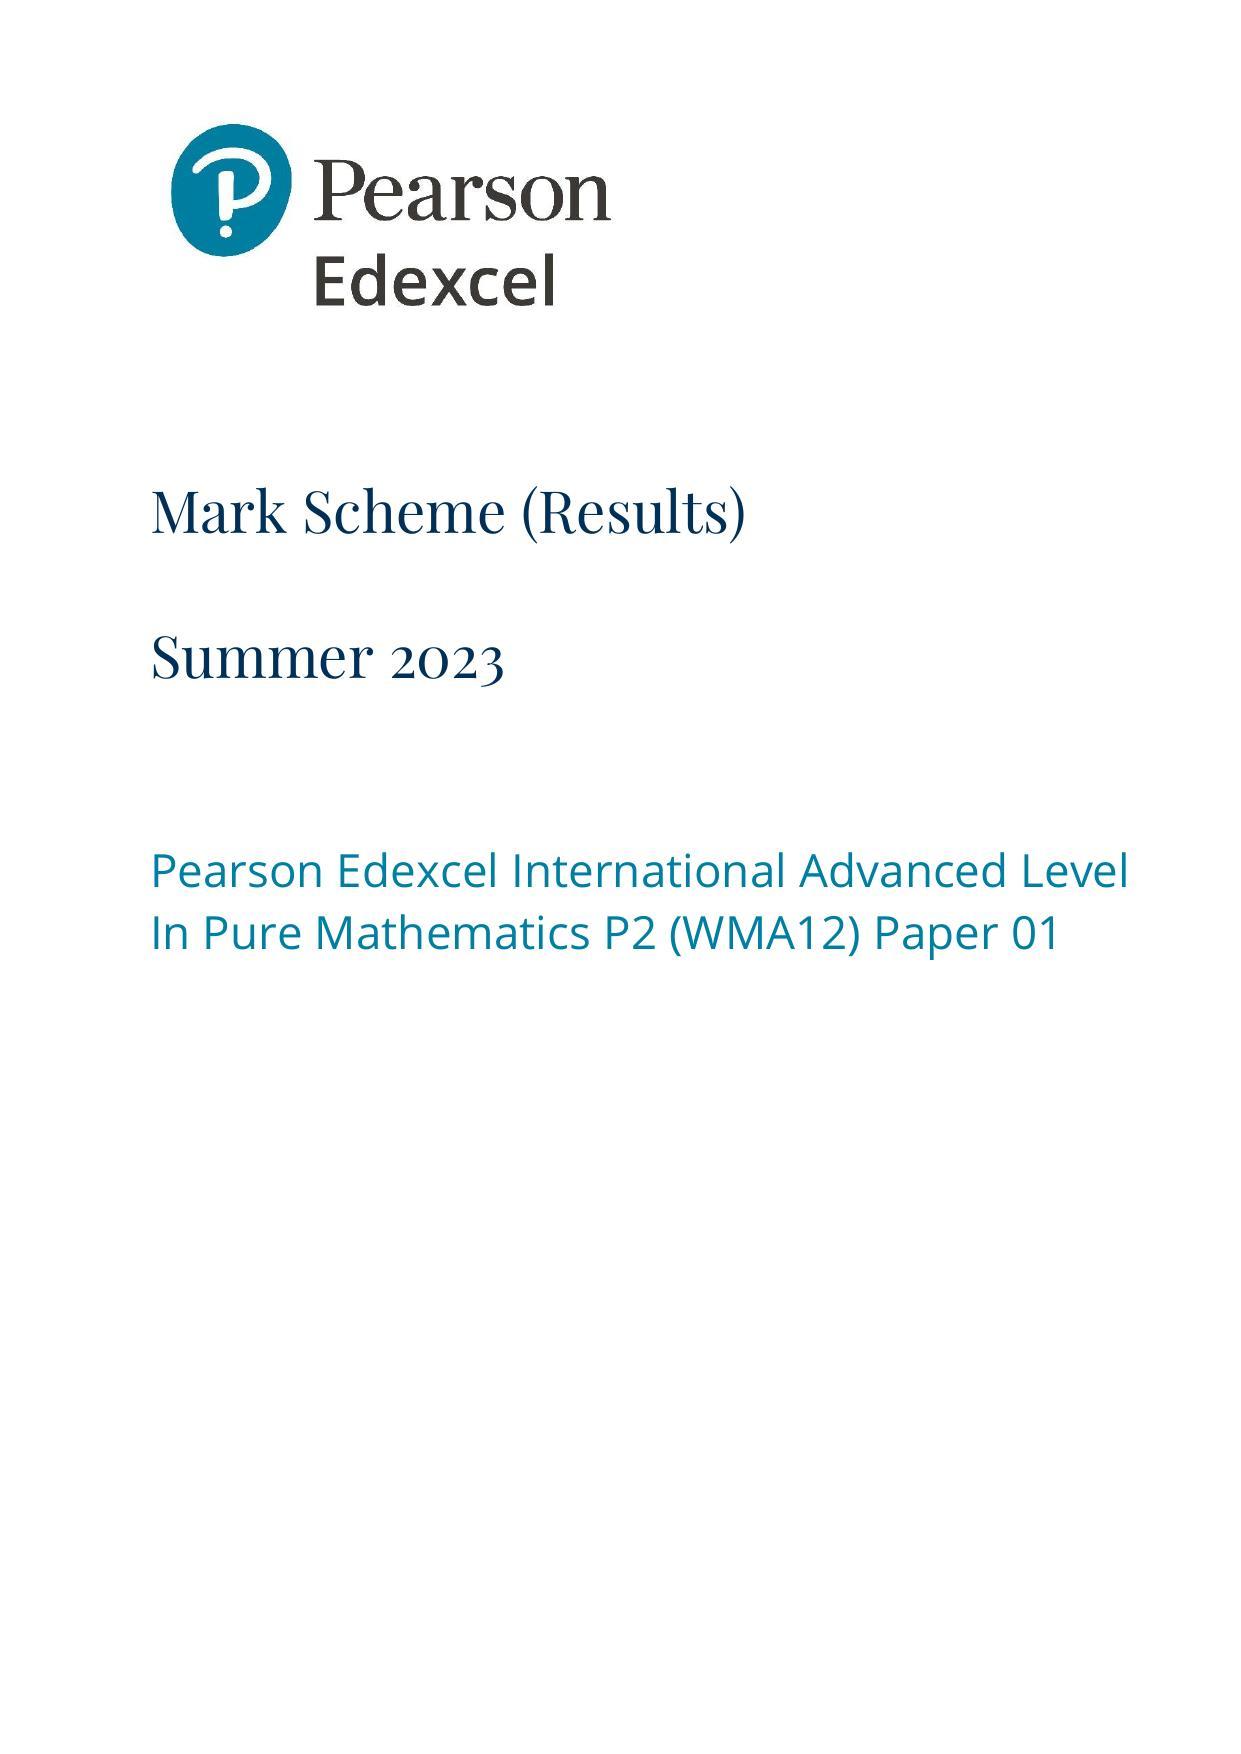 Pearson
Edexcel
Mark Scheme (Results)
Summer 2023
Pearson Edexcel International Advanced Level
In Pure Mathematics P2 (WMA12) Paper 01